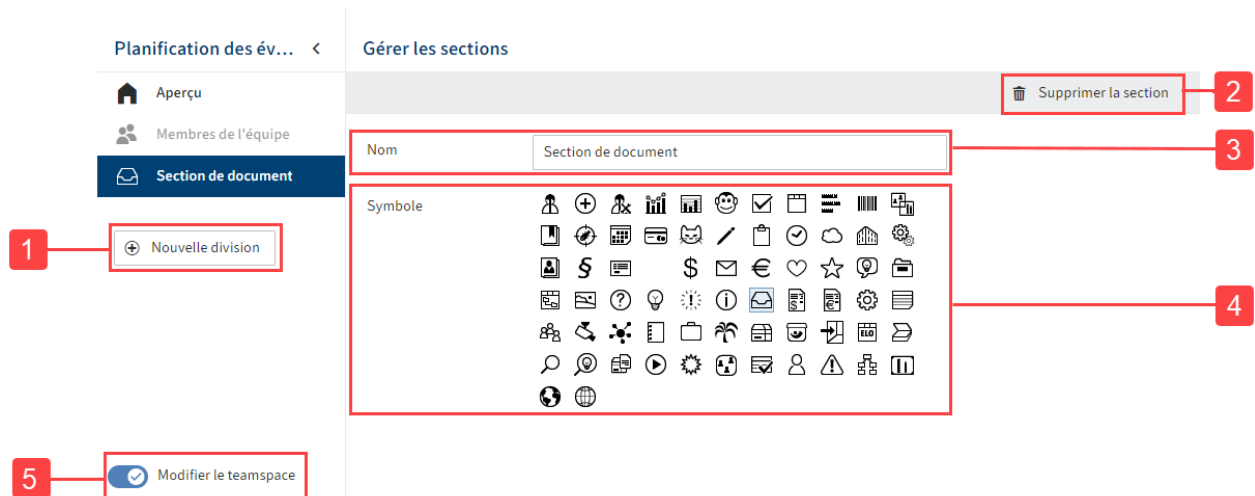 Planification des év...
Gérer les sections
Aperçu
Supprimer la section
2
Membres de l'équipe
Nom
Section de document
3
Section de document
Symbole
1
Nouvelle division
4
5
Modifier le teamspace